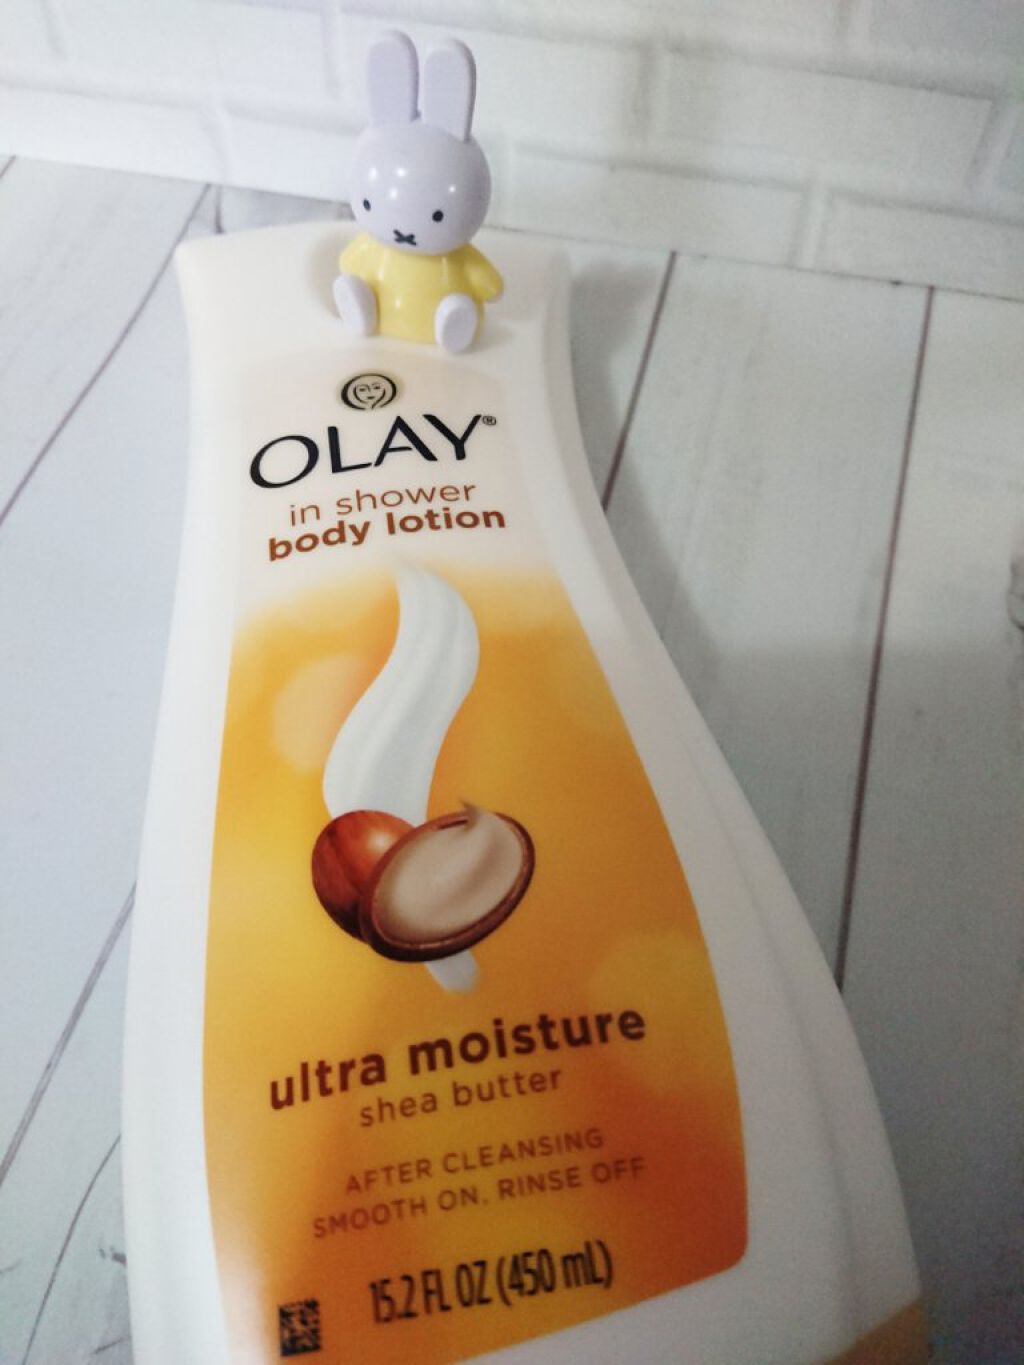 OLAY®
in shower
body lotion
ultra moisture
shea butter
AFTER CLEANSING
SMOOTH ON, RINSE OFF
15.2 FL OZ (450 mL)